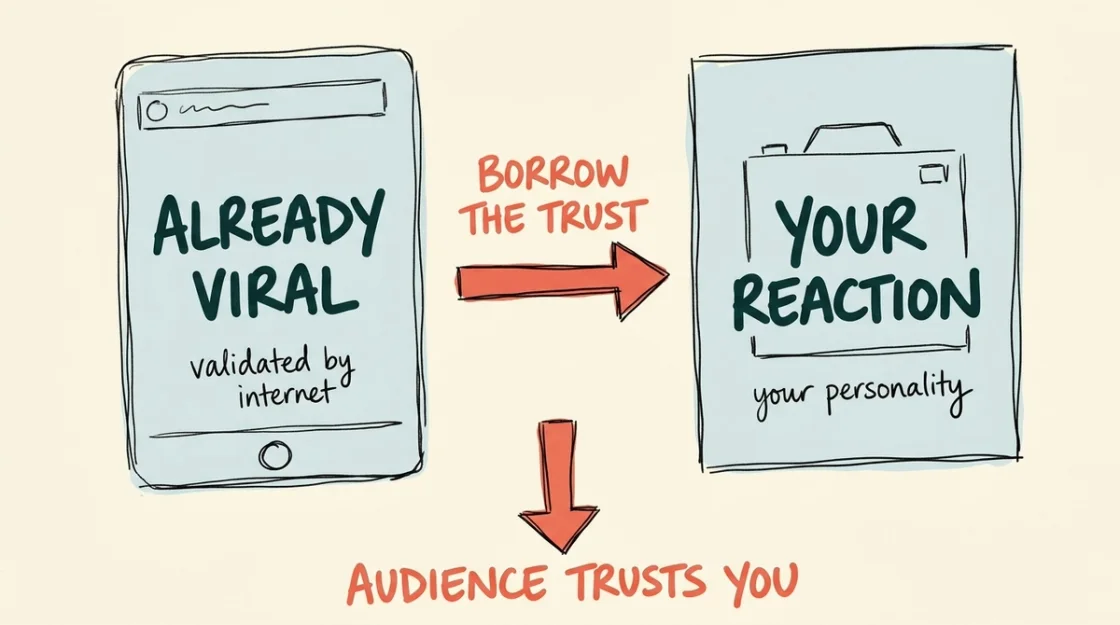 ALREADY
VIRAL
validated by
internet
BORROW
THE TRUST
YOUR
REACTION
your personality
AUDIENCE TRUSTS YOU